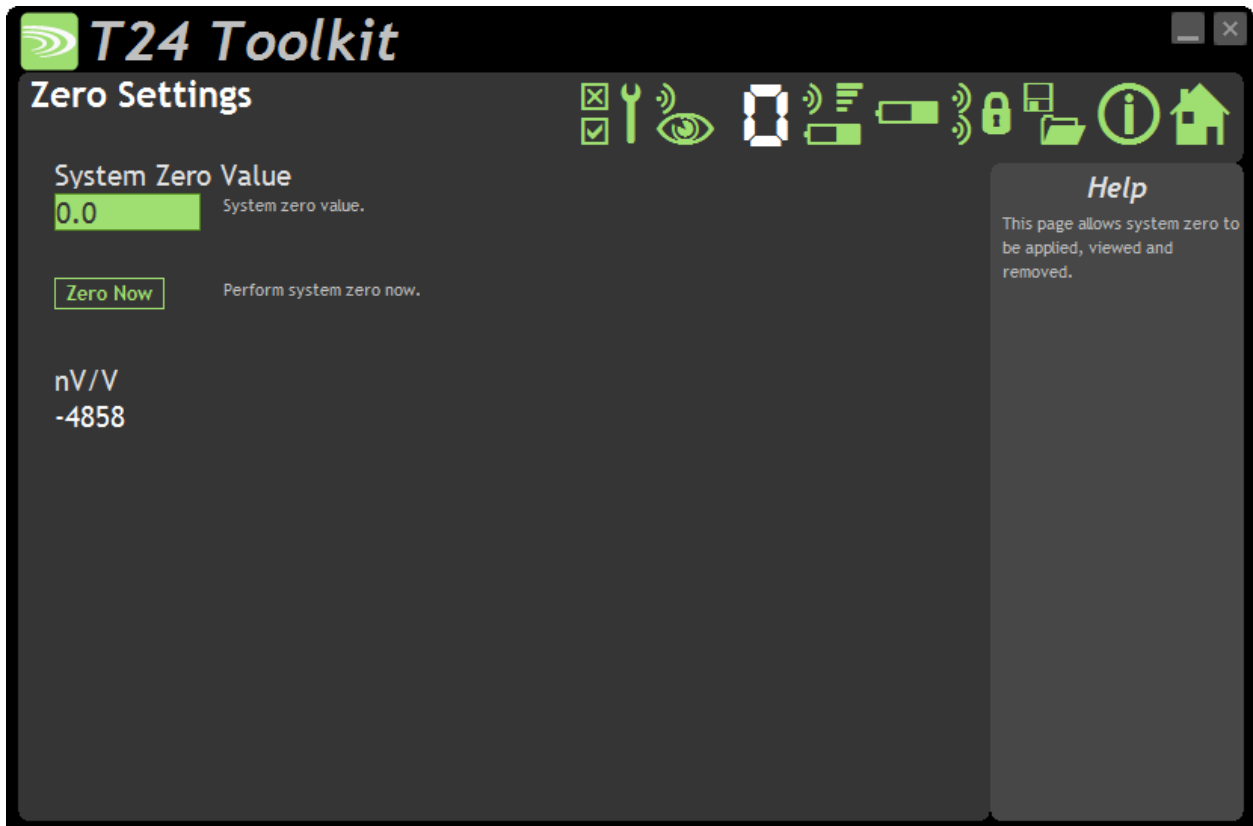 T24 Toolkit
Zero Settings
0
System Zero Value
0.0
System zero value.
Zero Now
Perform system zero now.
nV/V
-4858
Help
This page allows system zero to
be applied, viewed and
removed.